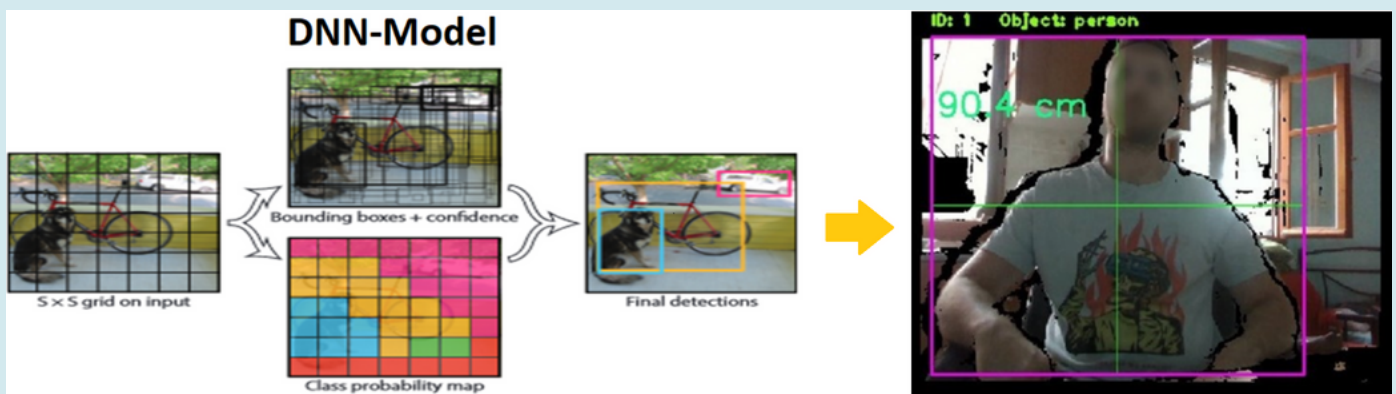 DNN-Model
S × S grid on input
Bounding boxes + confidence
Class probability map
Final detections
ID: 1 Object: person
90.4 cm